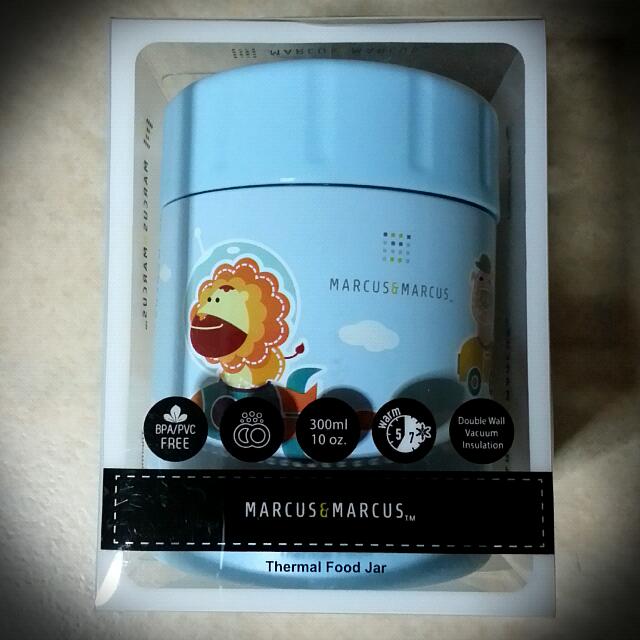 MARCUS&MARCUS™
BPA/PVC
FREE
300ml
10 oz.
Warm
5 7
Double Wall
Vacuum
Insulation
MARCUS&MARCUS™
Thermal Food Jar